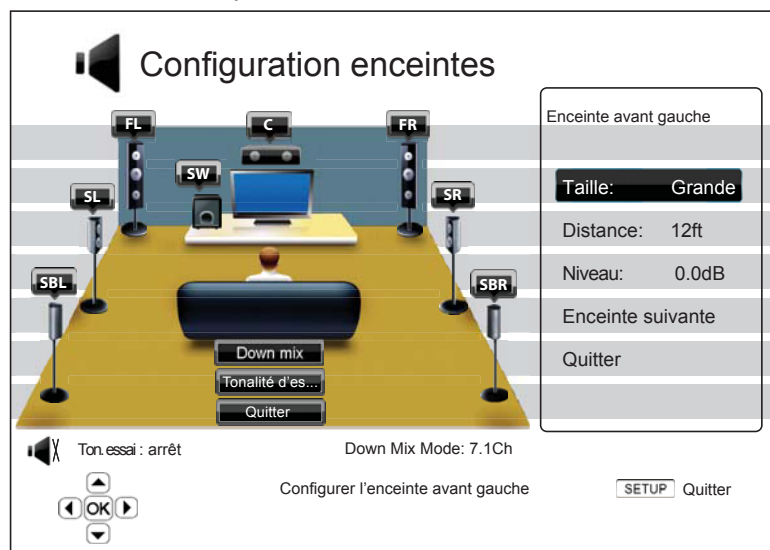 Configuration enceintes
FL
C
FR
SW
SL
SR
SBL
SBR
Down mix
Tonalité d'es...
Quitter
Enceinte avant gauche
Taille: Grande
Distance: 12ft
Niveau: 0.0dB
Enceinte suivante
Quitter
Ton. essai : arrêt
Down Mix Mode: 7.1Ch
OK
Configurer l’enceinte avant gauche
SETUP Quitter